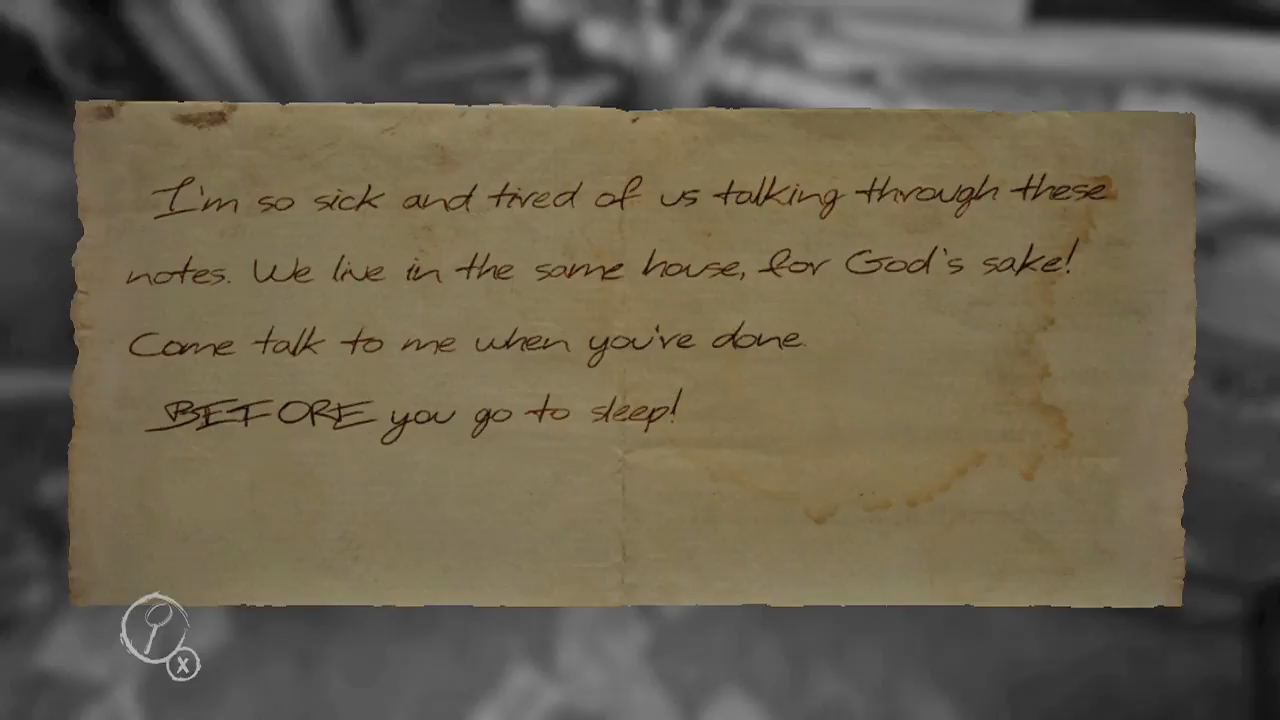 I'm so sick and tired of us talking through these
notes. We live in the same house, for God's sake!
Come talk to me when you're done.
BEFORE you go to sleep!
X